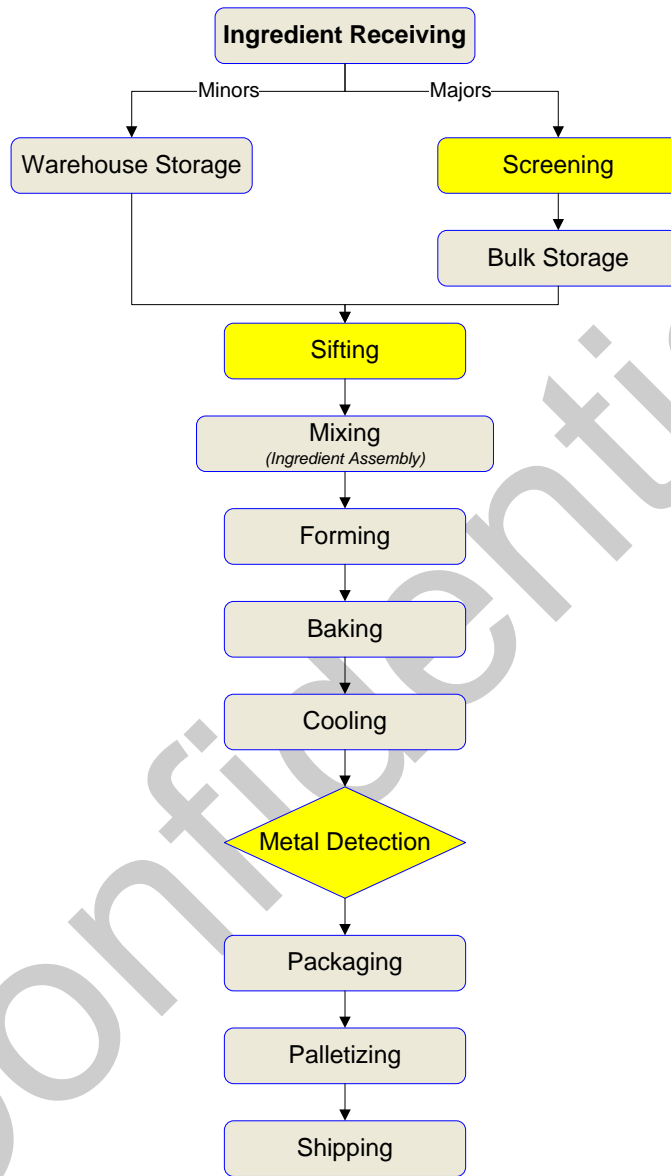 Ingredient Receiving
Minors
Majors
Warehouse Storage
Screening
Bulk Storage
Sifting
Mixing
(Ingredient Assembly)
Forming
Baking
Cooling
Metal Detection
Packaging
Palletizing
Shipping